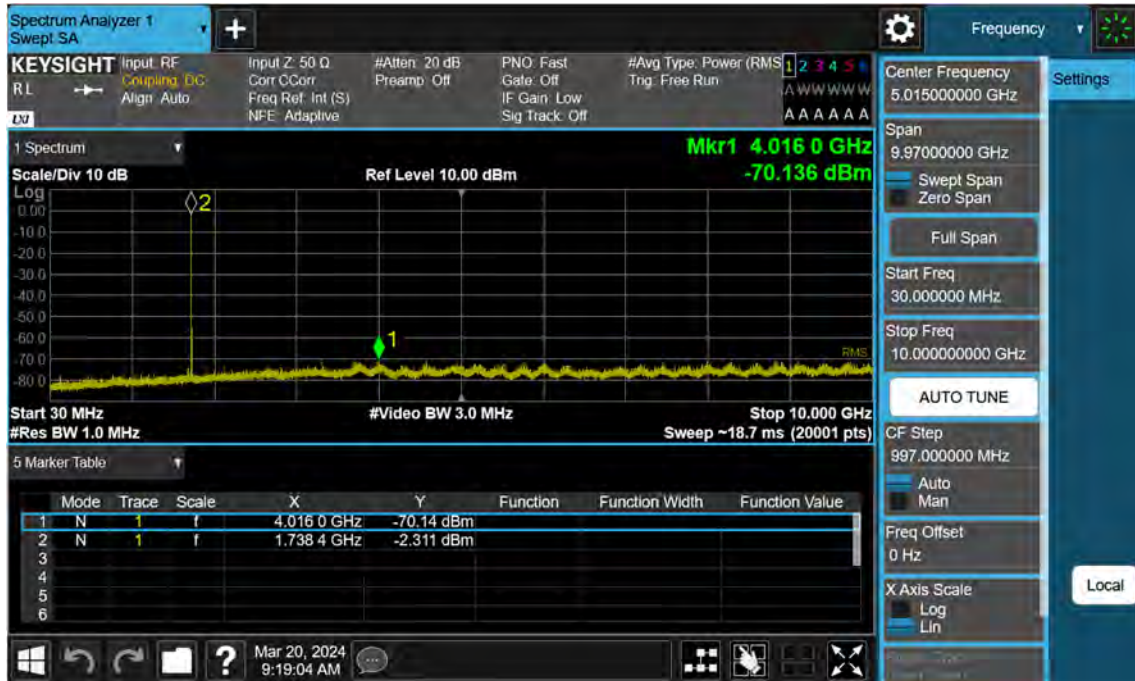 Spectrum Analyzer 1
Swept SA
Frequency
KEYSIGHT Input: RF Input Z: 50 Ω #Atten: 20 dB PNO: Fast #Avg Type: Power (RMS 1 2 3 4 5 6
RL Coupling: DC Corr CCorr Preamp: Off Gate: Off Trig: Free Run A W W W W W
Align: Auto Freq Ref: Int (S) IF Gain: Low
LXI NFE: Adaptive Sig Track: Off A A A A A A
1 Spectrum
Mkr1 4.016 0 GHz
Scale/Div 10 dB Ref Level 10.00 dBm -70.136 dBm
Log
0.00
-10.0
-20.0
-30.0
-40.0
-50.0
-60.0
-70.0
-80.0
2
1
RMS
Start 30 MHz #Video BW 3.0 MHz Stop 10.000 GHz
#Res BW 1.0 MHz Sweep ~18.7 ms (20001 pts)
5 Marker Table
Mode Trace Scale X Y Function Function Width Function Value
1 N 1 f 4.016 0 GHz -70.14 dBm
2 N 1 f 1.738 4 GHz -2.311 dBm
3
4
5
6
Mar 20, 2024
9:19:04 AM
Center Frequency
5.015000000 GHz
Span
9.97000000 GHz
Swept Span
Zero Span
Full Span
Start Freq
30.000000 MHz
Stop Freq
10.000000000 GHz
AUTO TUNE
CF Step
997.000000 MHz
Auto
Man
Freq Offset
0 Hz
X Axis Scale
Log
Lin
Settings
Local